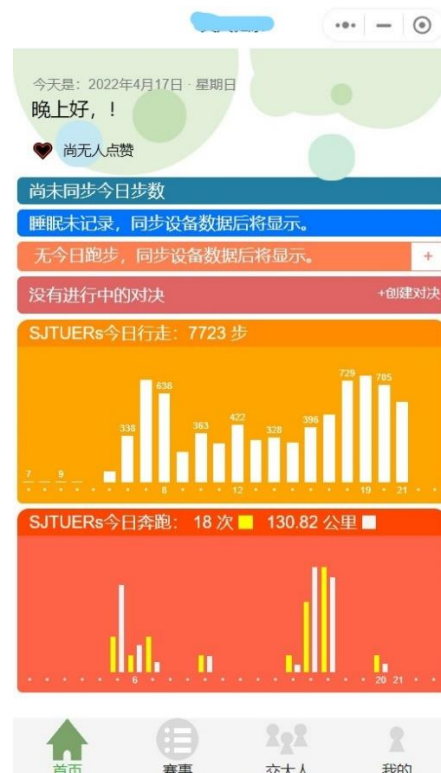 今天是: 2022年4月17日 · 星期日
晚上好, !
尚无人点赞
尚未同步今日步数
睡眠未记录，同步设备数据后将显示。
无今日跑步，同步设备数据后将显示。
+
没有进行中的对决
+创建对决
SJTUERs今日行走: 7723 步
7 9 338 636 363 422 328 396 729 705
8 12 19 21
SJTUERs今日奔跑: 18 次 130.82 公里
6 20 21
首页 赛事 交大人 我的